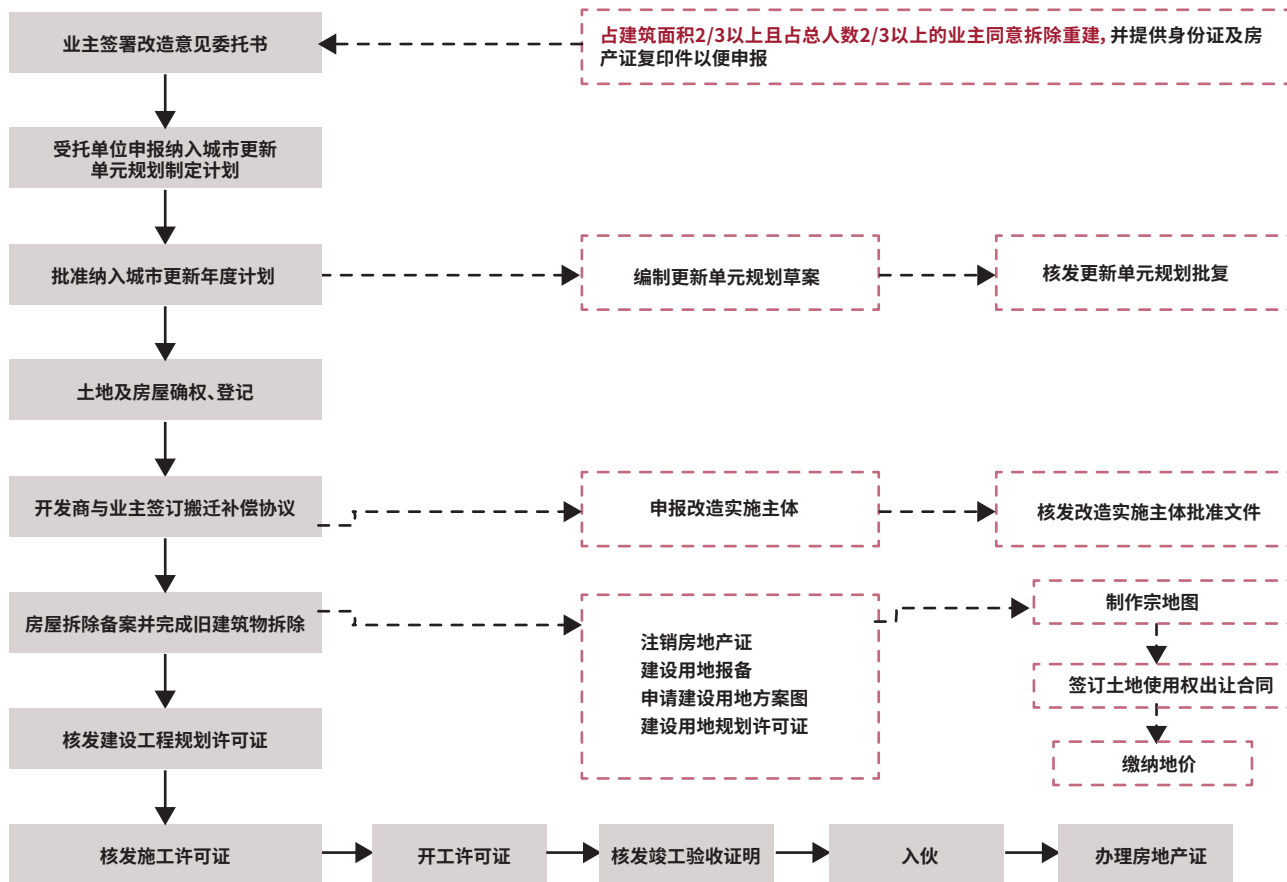 业主签署改造意见委托书
占建筑面积2/3以上且占总人数2/3以上的业主同意拆除重建,并提供身份证及房
产证复印件以便申报
受托单位申报纳入城市更新
单元规划制定计划
批准纳入城市更新年度计划
编制更新单元规划草案
核发更新单元规划批复
土地及房屋确权、登记
开发商与业主签订搬迁补偿协议
申报改造实施主体
核发改造实施主体批准文件
房屋拆除备案并完成旧建筑物拆除
注销房地产证
建设用地报备
申请建设用地方案图
建设用地规划许可证
制作宗地图
签订土地使用权出让合同
缴纳地价
核发建设工程规划许可证
核发施工许可证
开工许可证
核发竣工验收证明
入伙
办理房地产证